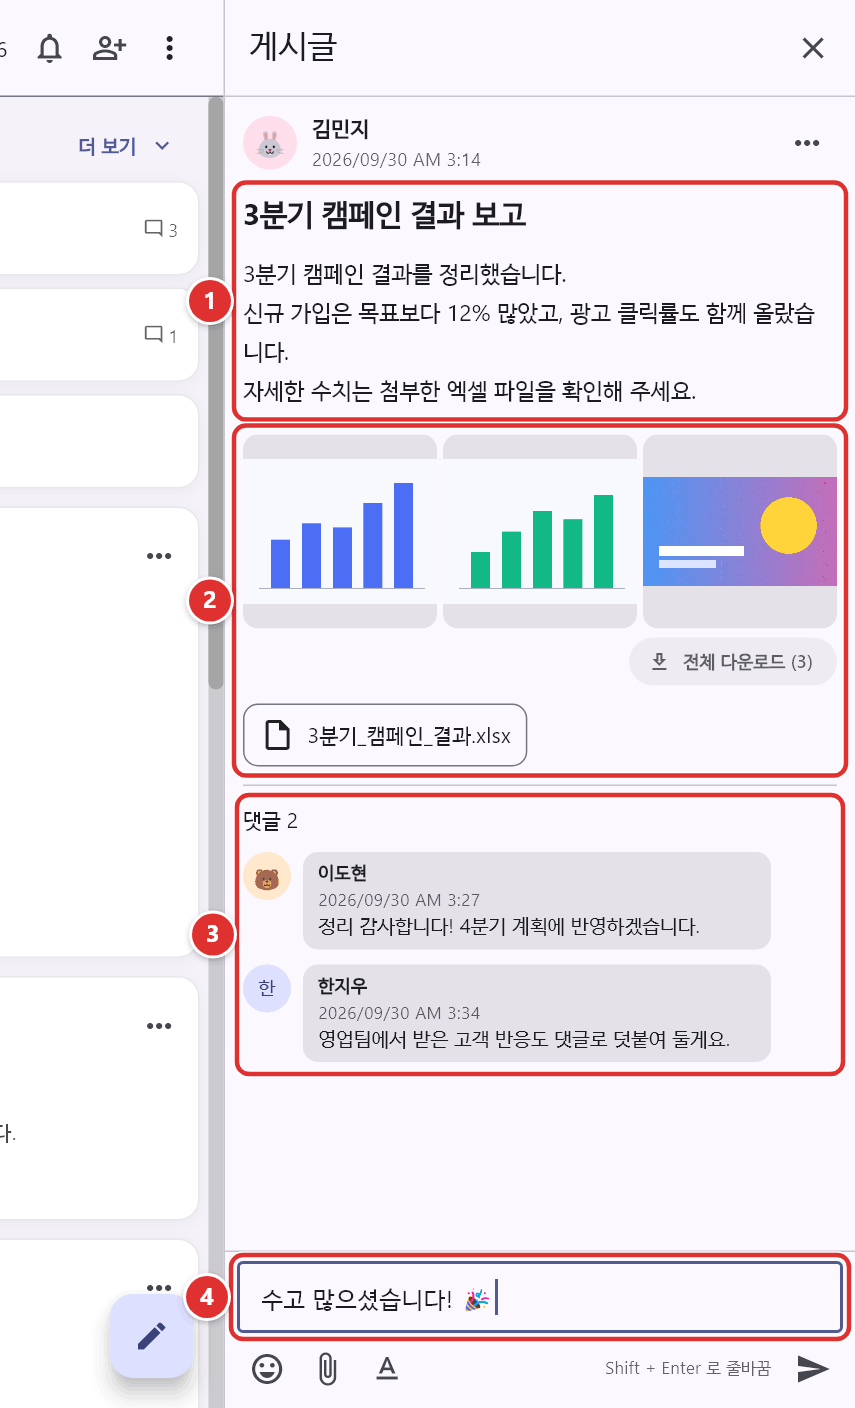 6
게시글
김민지
2026/09/30 AM 3:14
더 보기
3분기 캠페인 결과 보고
3
3분기 캠페인 결과를 정리했습니다.
1
신규 가입은 목표보다 12% 많았고, 광고 클릭률도 함께 올랐습
1
니다.
자세한 수치는 첨부한 엑셀 파일을 확인해 주세요.
2
전체 다운로드 (3)
3분기_캠페인_결과.xlsx
댓글 2
이도현
2026/09/30 AM 3:27
정리 감사합니다! 4분기 계획에 반영하겠습니다.
3
한
한지우
2026/09/30 AM 3:34
영업팀에서 받은 고객 반응도 댓글로 덧붙여 둘게요.
다.
4
수고 많으셨습니다! 🎉
Shift + Enter 로 줄바꿈